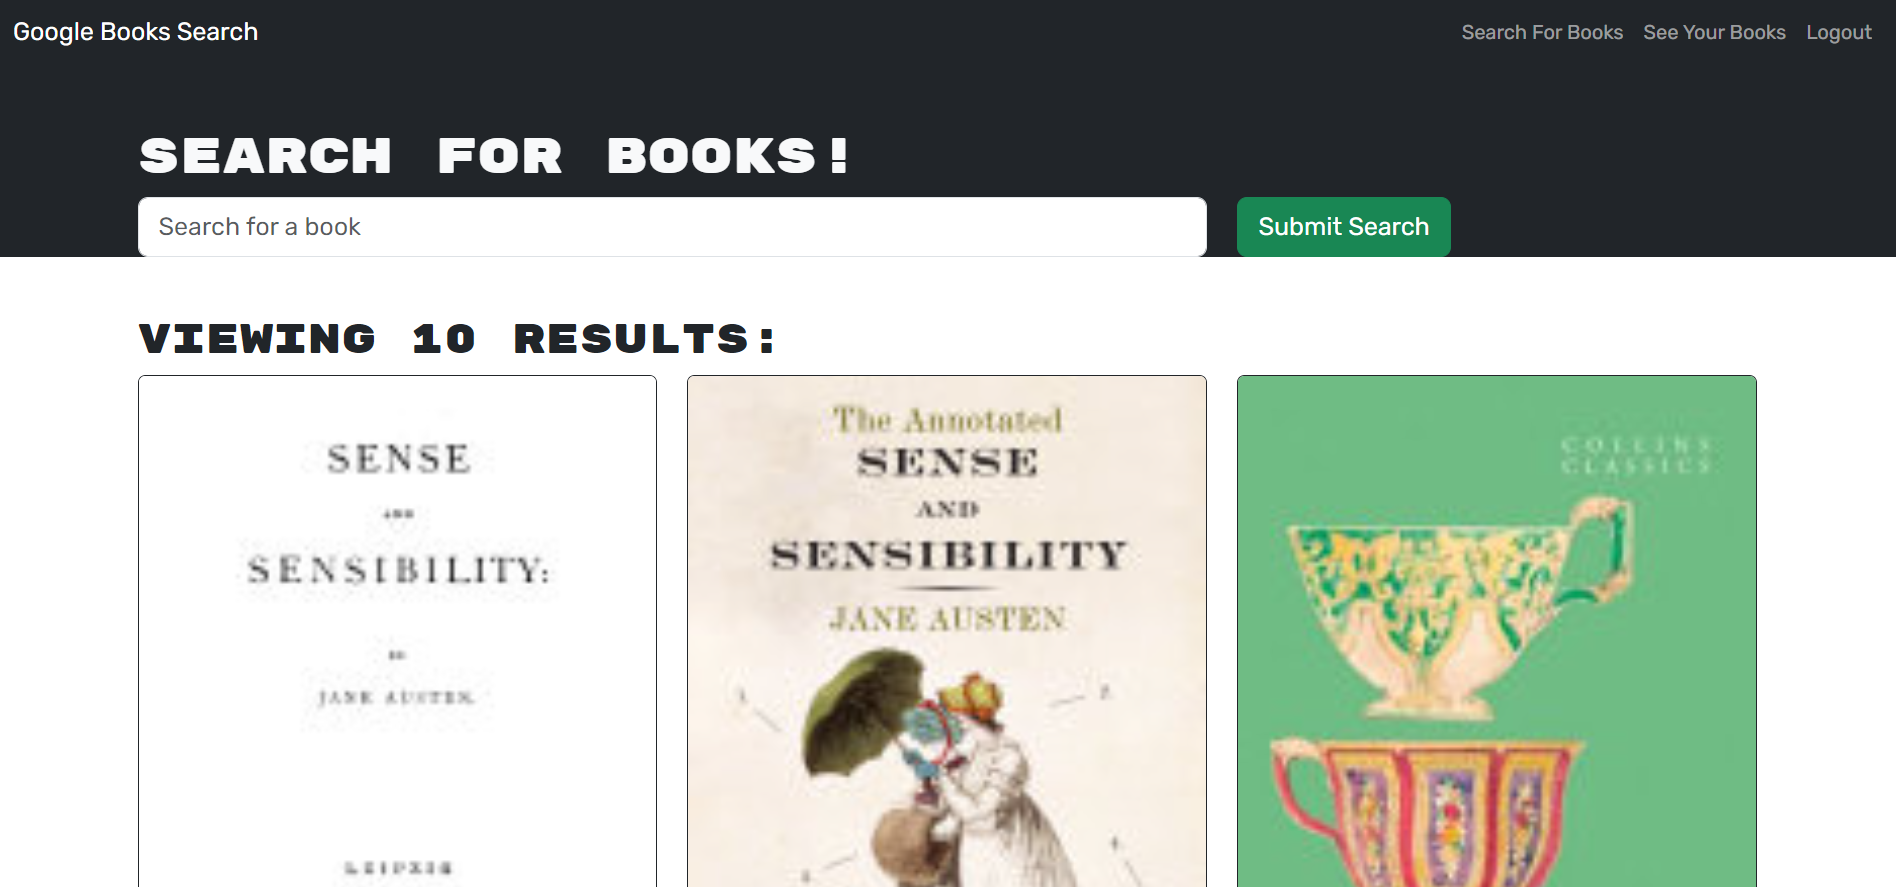 Google Books Search
Search For Books
See Your Books
Logout
SEARCH FOR BOOKS!
Search for a book
Submit Search
VIEWING 10 RESULTS:
SENSE
AND
SENSIBILITY:
BY
JANE AUSTEN.
LEIPZIG
The Annotated
SENSE
AND
SENSIBILITY
JANE AUSTEN
COLLINS
CLASSICS